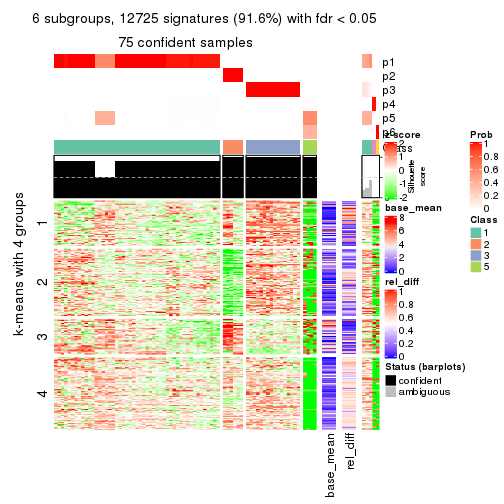 6 subgroups, 12725 signatures (91.6%) with fdr < 0.05
75 confident samples
p1
p2
p3
p4
p5
p6
Class
z-score
2
1
0
-1
-2
Silhouette
score
base_mean
8
6
4
2
0
rel_diff
1
0.8
0.6
0.4
0.2
0
Prob
1
0.8
0.6
0.4
0.2
0
Class
1
2
3
5
Status (barplots)
confident
ambiguous
k-means with 4 groups
1
2
3
4
base_mean
rel_diff